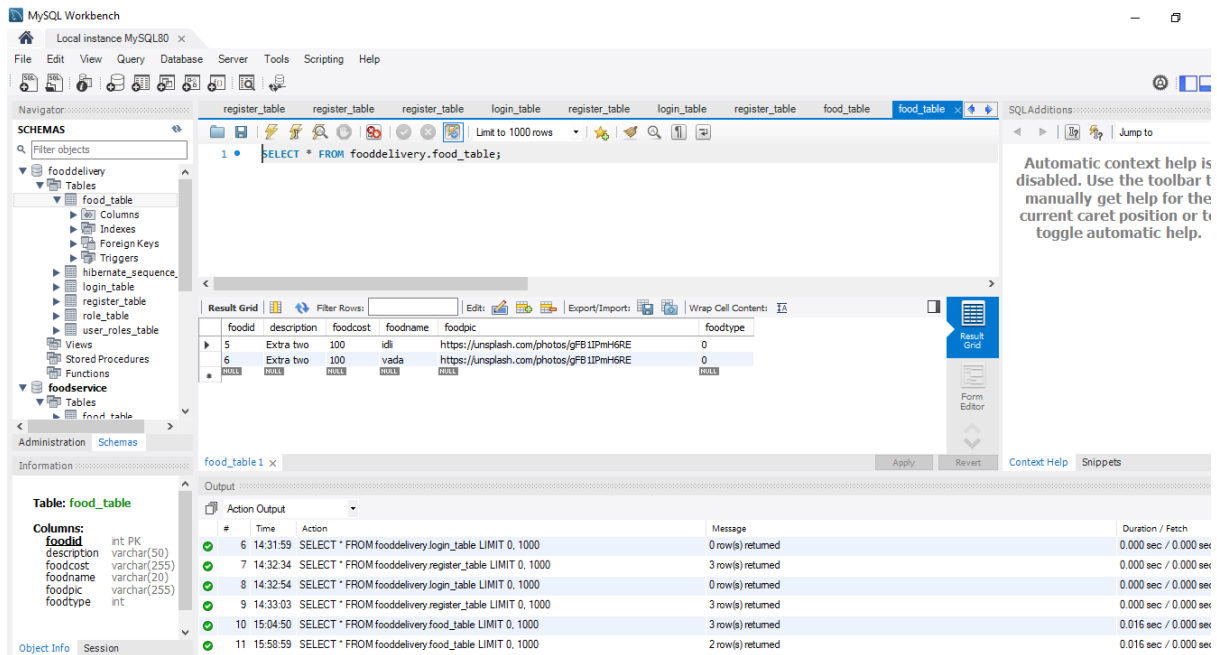 MySQL Workbench
Local instance MySQL80
File Edit View Query Database Server Tools Scripting Help
Navigator
SCHEMAS
Filter objects
fooddelivery
Tables
food_table
Columns
Indexes
Foreign Keys
Triggers
hibernate_sequence_
login_table
register_table
role_table
user_roles_table
Views
Stored Procedures
Functions
foodservice
Tables
food_table
Administration Schemas
Information
Table: food_table
Columns:
foodid int PK
description varchar(50)
foodcost varchar(255)
foodname varchar(20)
foodpic varchar(255)
foodtype int
Object Info Session
register_table register_table register_table login_table register_table login_table register_table food_table food_table
Limit to 1000 rows
1 SELECT * FROM fooddelivery.food_table;
Result Grid Filter Rows: Edit: Export/Import: Wrap Cell Content:
foodid description foodcost foodname foodpic foodtype
5 Extra two 100 idli https://unsplash.com/photos/gFB1IPmH6RE 0
6 Extra two 100 vada https://unsplash.com/photos/gFB1IPmH6RE 0
NULL NULL NULL NULL NULL NULL
Result Grid
Form Editor
food_table 1
Apply Revert
SQLAdditions
Jump to
Automatic context help is
disabled. Use the toolbar t
manually get help for the
current caret position or to
toggle automatic help.
Context Help Snippets
Output
Action Output
# Time Action Message Duration / Fetch
6 14:31:59 SELECT * FROM fooddelivery.login_table LIMIT 0, 1000 0 row(s) returned 0.000 sec / 0.000 sec
7 14:32:34 SELECT * FROM fooddelivery.register_table LIMIT 0, 1000 3 row(s) returned 0.000 sec / 0.000 sec
8 14:32:54 SELECT * FROM fooddelivery.login_table LIMIT 0, 1000 0 row(s) returned 0.000 sec / 0.000 sec
9 14:33:03 SELECT * FROM fooddelivery.register_table LIMIT 0, 1000 3 row(s) returned 0.000 sec / 0.000 sec
10 15:04:50 SELECT * FROM fooddelivery.food_table LIMIT 0, 1000 3 row(s) returned 0.016 sec / 0.000 sec
11 15:58:59 SELECT * FROM fooddelivery.food_table LIMIT 0, 1000 2 row(s) returned 0.016 sec / 0.000 sec